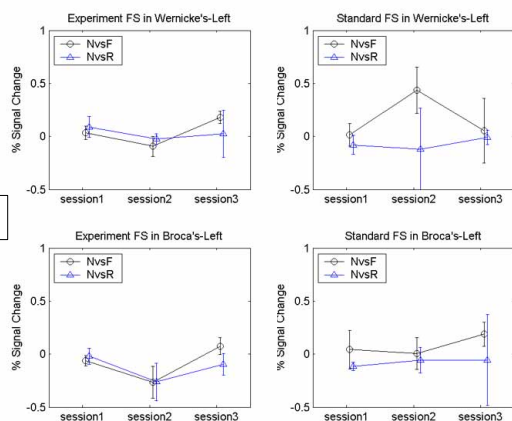 Experiment FS in Wernicke's-Left
1
NvsF
NvsR
0.5
0
-0.5
% Signal Change
session1 session2 session3
Standard FS in Wernicke's-Left
1
NvsF
NvsR
0.5
0
-0.5
% Signal Change
session1 session2 session3
Experiment FS in Broca's-Left
1
NvsF
NvsR
0.5
0
-0.5
% Signal Change
session1 session2 session3
Standard FS in Broca's-Left
1
NvsF
NvsR
0.5
0
-0.5
% Signal Change
session1 session2 session3